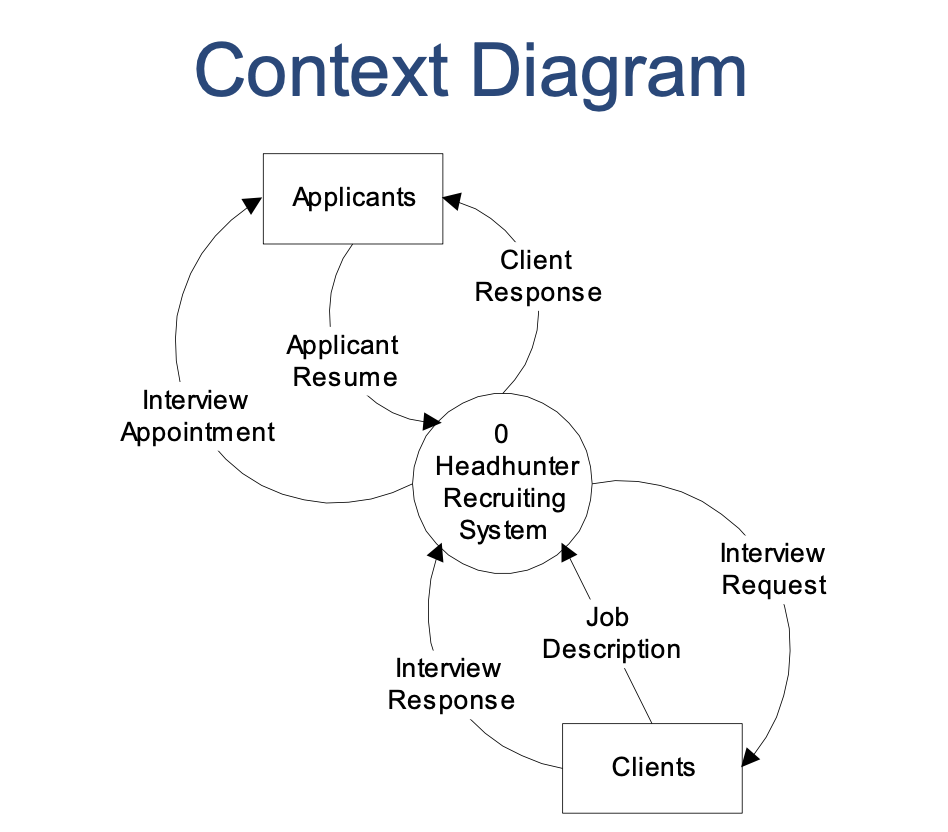 Context Diagram
Applicants
Client
Response
Applicant
Resume
Interview
Appointment
0
Headhunter
Recruiting
System
Interview
Request
Job
Description
Interview
Response
Clients